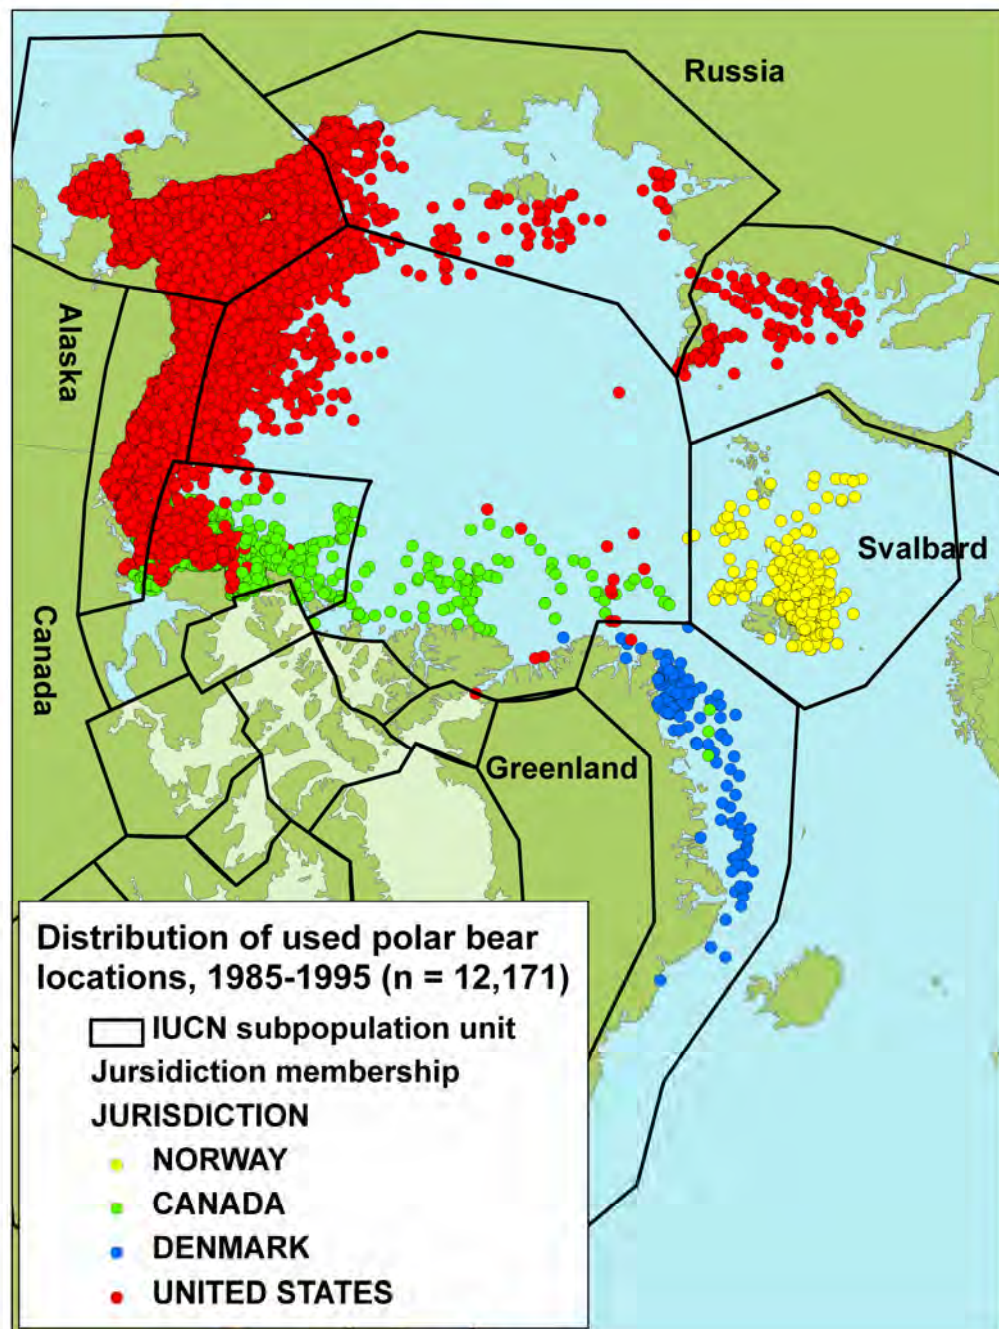 Russia
Alaska
Svalbard
Canada
Greenland
Distribution of used polar bear
locations, 1985-1995 (n = 12,171)
IUCN subpopulation unit
Jursidiction membership
JURISDICTION
NORWAY
CANADA
DENMARK
UNITED STATES